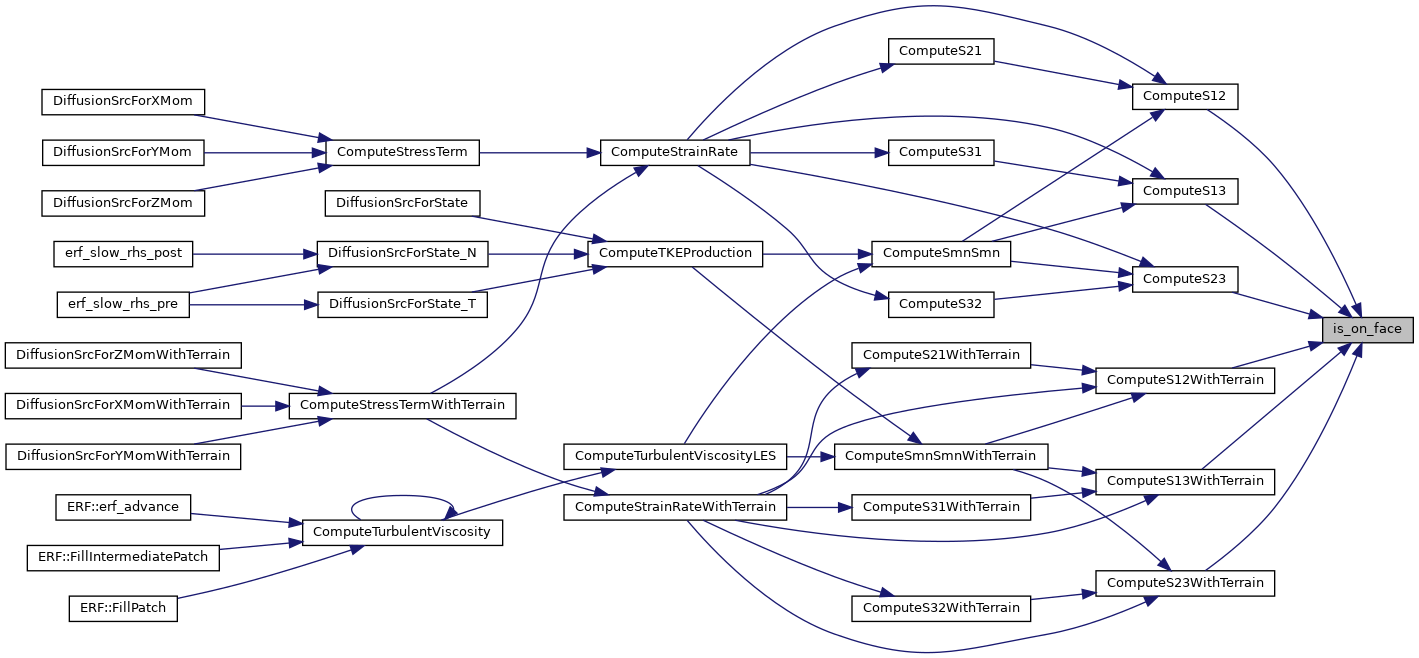 ComputeS21
ComputeS12
DiffusionSrcForXMom
DiffusionSrcForYMom
ComputeStressTerm
ComputeStrainRate
ComputeS31
ComputeS13
DiffusionSrcForZMom
DiffusionSrcForState
erf_slow_rhs_post
DiffusionSrcForState_N
ComputeTKEProduction
ComputeSmnSmn
ComputeS23
erf_slow_rhs_pre
DiffusionSrcForState_T
ComputeS32
is_on_face
DiffusionSrcForZMomWithTerrain
ComputeS21WithTerrain
ComputeS12WithTerrain
DiffusionSrcForXMomWithTerrain
ComputeStressTermWithTerrain
DiffusionSrcForYMomWithTerrain
ComputeTurbulentViscosityLES
ComputeSmnSmnWithTerrain
ComputeS13WithTerrain
ERF::erf_advance
ComputeStrainRateWithTerrain
ComputeS31WithTerrain
ComputeTurbulentViscosity
ERF::FillIntermediatePatch
ComputeS23WithTerrain
ERF::FillPatch
ComputeS32WithTerrain